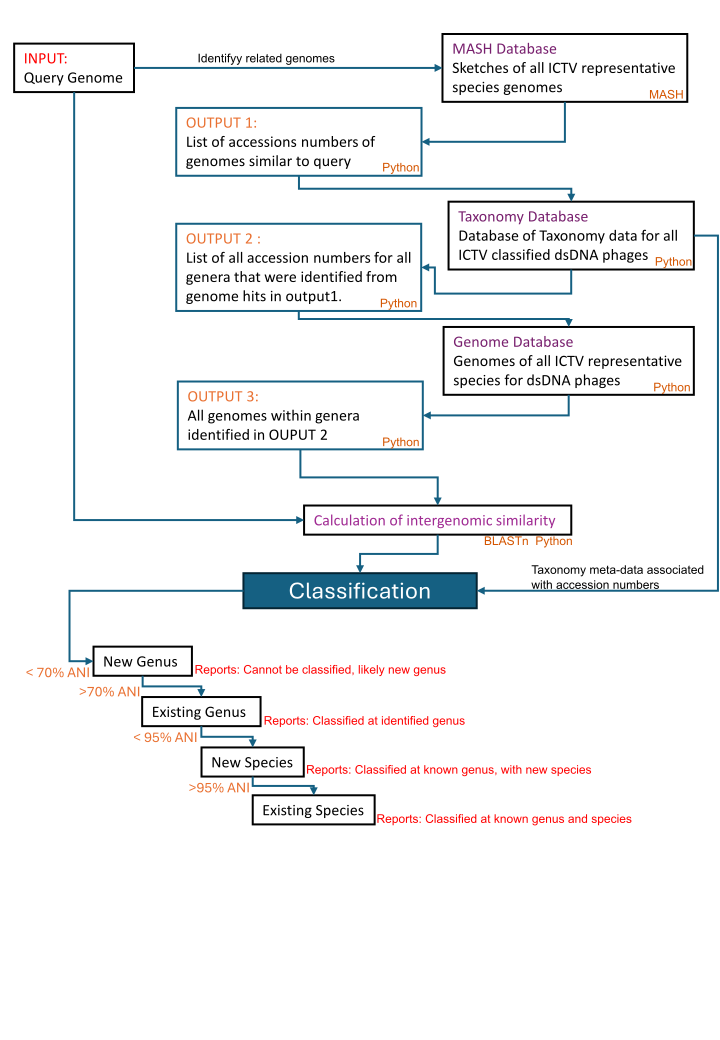 INPUT:
Query Genome
Identifyy related genomes
MASH Database
Sketches of all ICTV representative
species genomes
MASH
OUTPUT 1:
List of accessions numbers of
genomes similar to query
Python
Taxonomy Database
Database of Taxonomy data for all
ICTV classified dsDNA phages
Python
OUTPUT 2 :
List of all accession numbers for all
genera that were identified from
genome hits in output1.
Python
Genome Database
Genomes of all ICTV representative
species for dsDNA phages
Python
OUTPUT 3:
All genomes within genera
identified in OUPUT 2
Python
Calculation of intergenomic similarity
BLASTn Python
Taxonomy meta-data associated
with accession numbers
Classification
New Genus
< 70% ANI
Reports: Cannot be classified, likely new genus
>70% ANI
Existing Genus
Reports: Classified at identified genus
< 95% ANI
New Species
Reports: Classified at known genus, with new species
>95% ANI
Existing Species
Reports: Classified at known genus and species